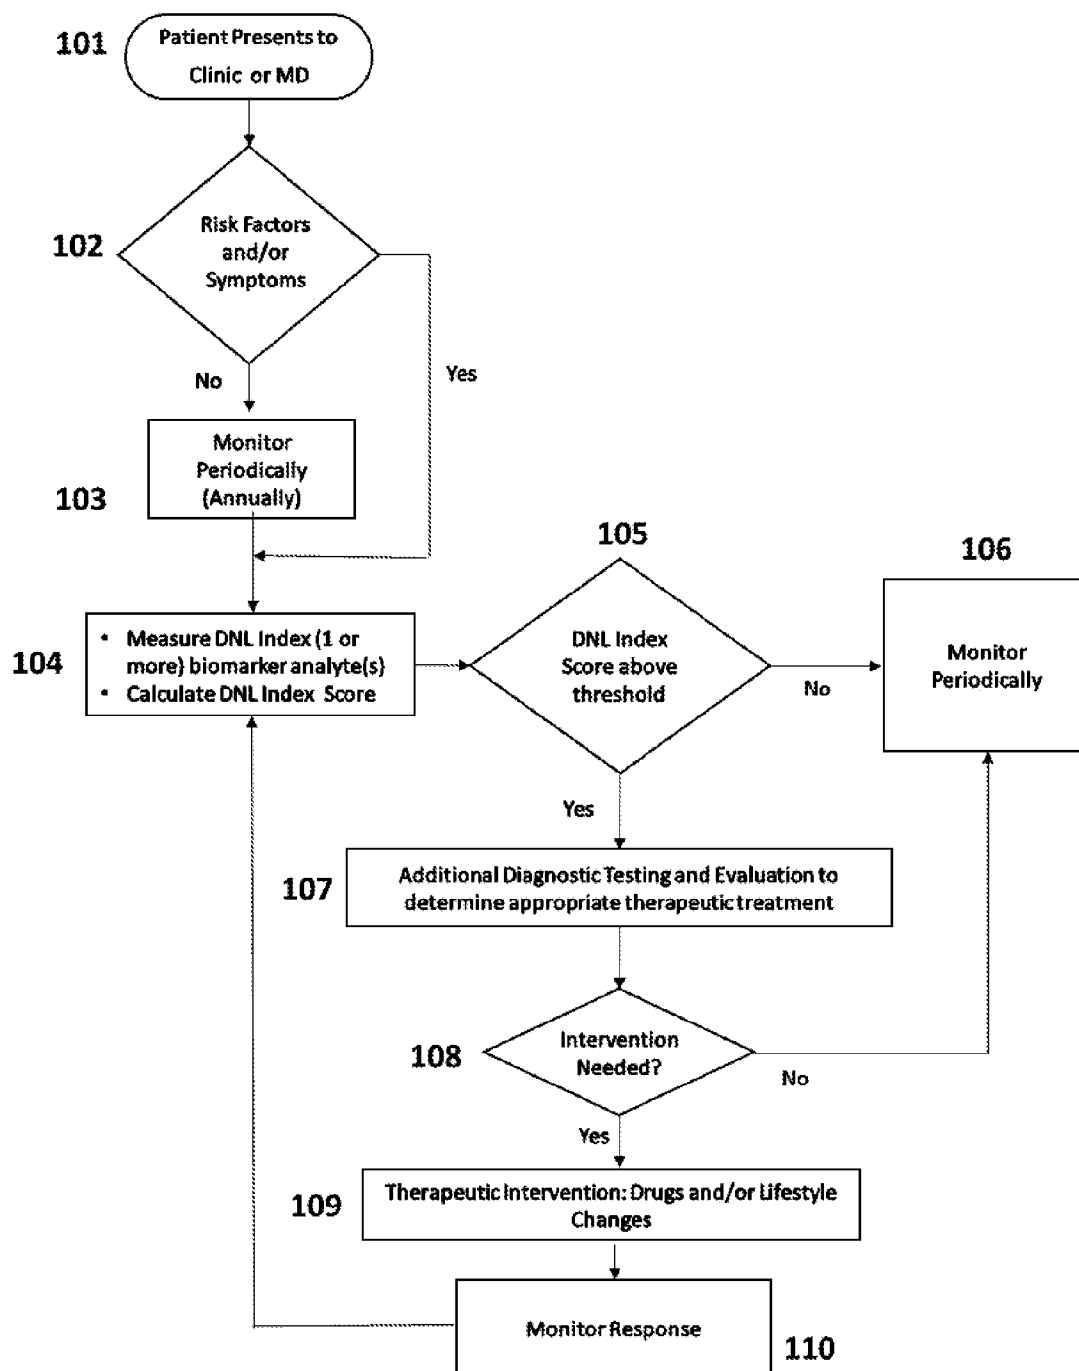 101
Patient Presents to
Clinic or MD
102
Risk Factors
and/or
Symptoms
No
Yes
103
Monitor
Periodically
(Annually)
104
• Measure DNL Index (1 or
more) biomarker analyte(s)
• Calculate DNL Index Score
105
DNL Index
Score above
threshold
No
Yes
106
Monitor
Periodically
107
Additional Diagnostic Testing and Evaluation to
determine appropriate therapeutic treatment
108
Intervention
Needed?
No
Yes
109
Therapeutic Intervention: Drugs and/or Lifestyle
Changes
Monitor Response
110